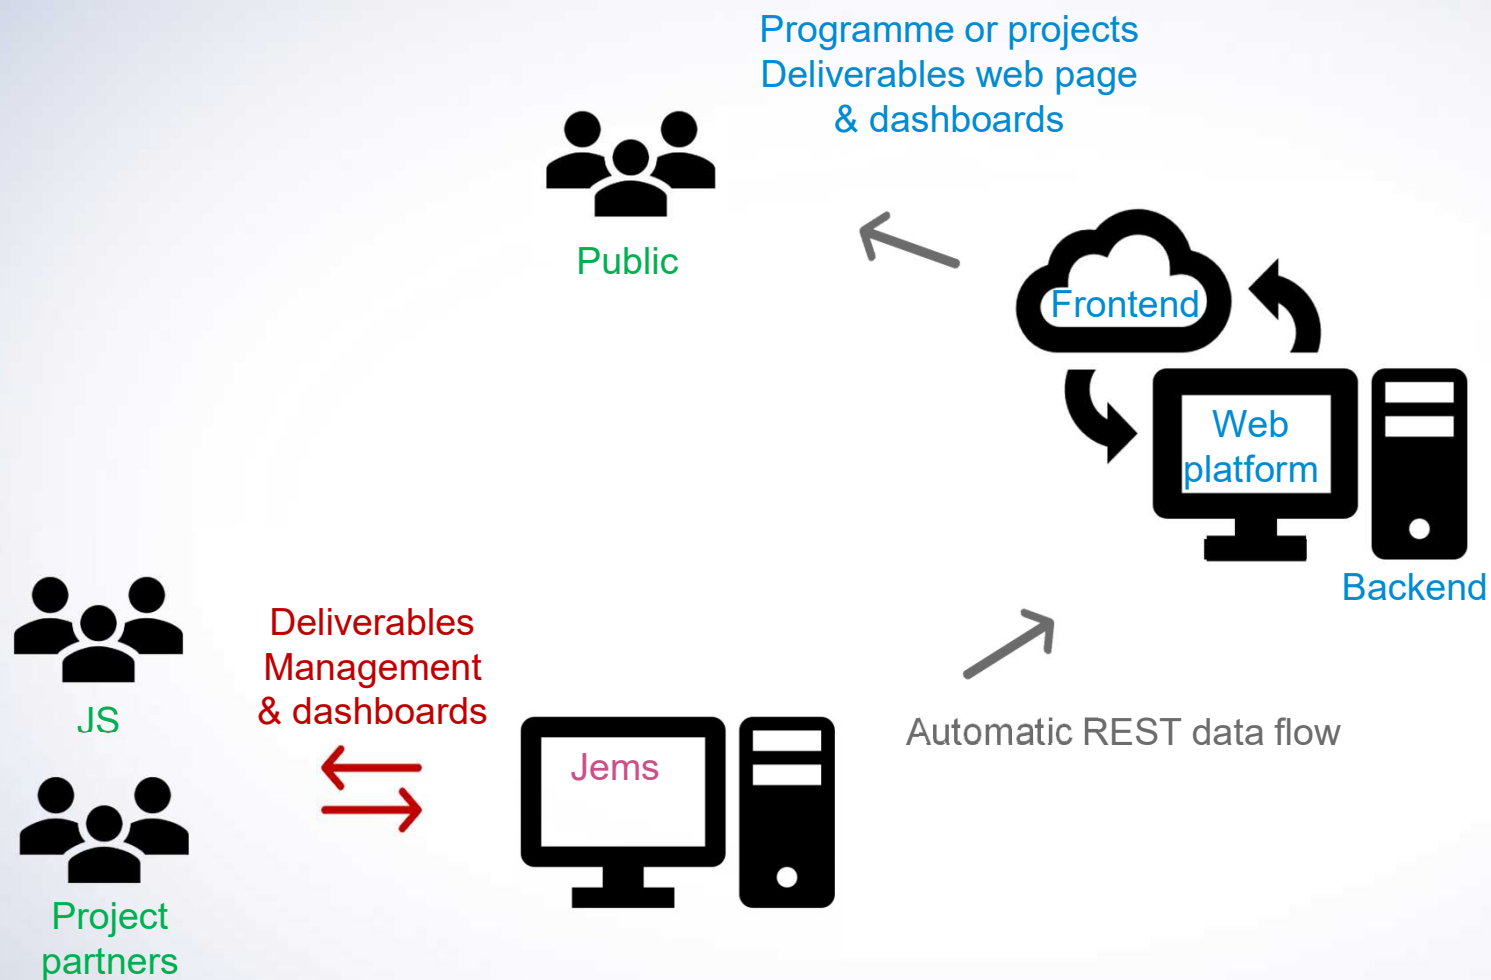 Programme or projects
Deliverables web page
& dashboards
Public
Frontend
Web
platform
Backend
Deliverables
Management
& dashboards
JS
Jems
Automatic REST data flow
Project
partners